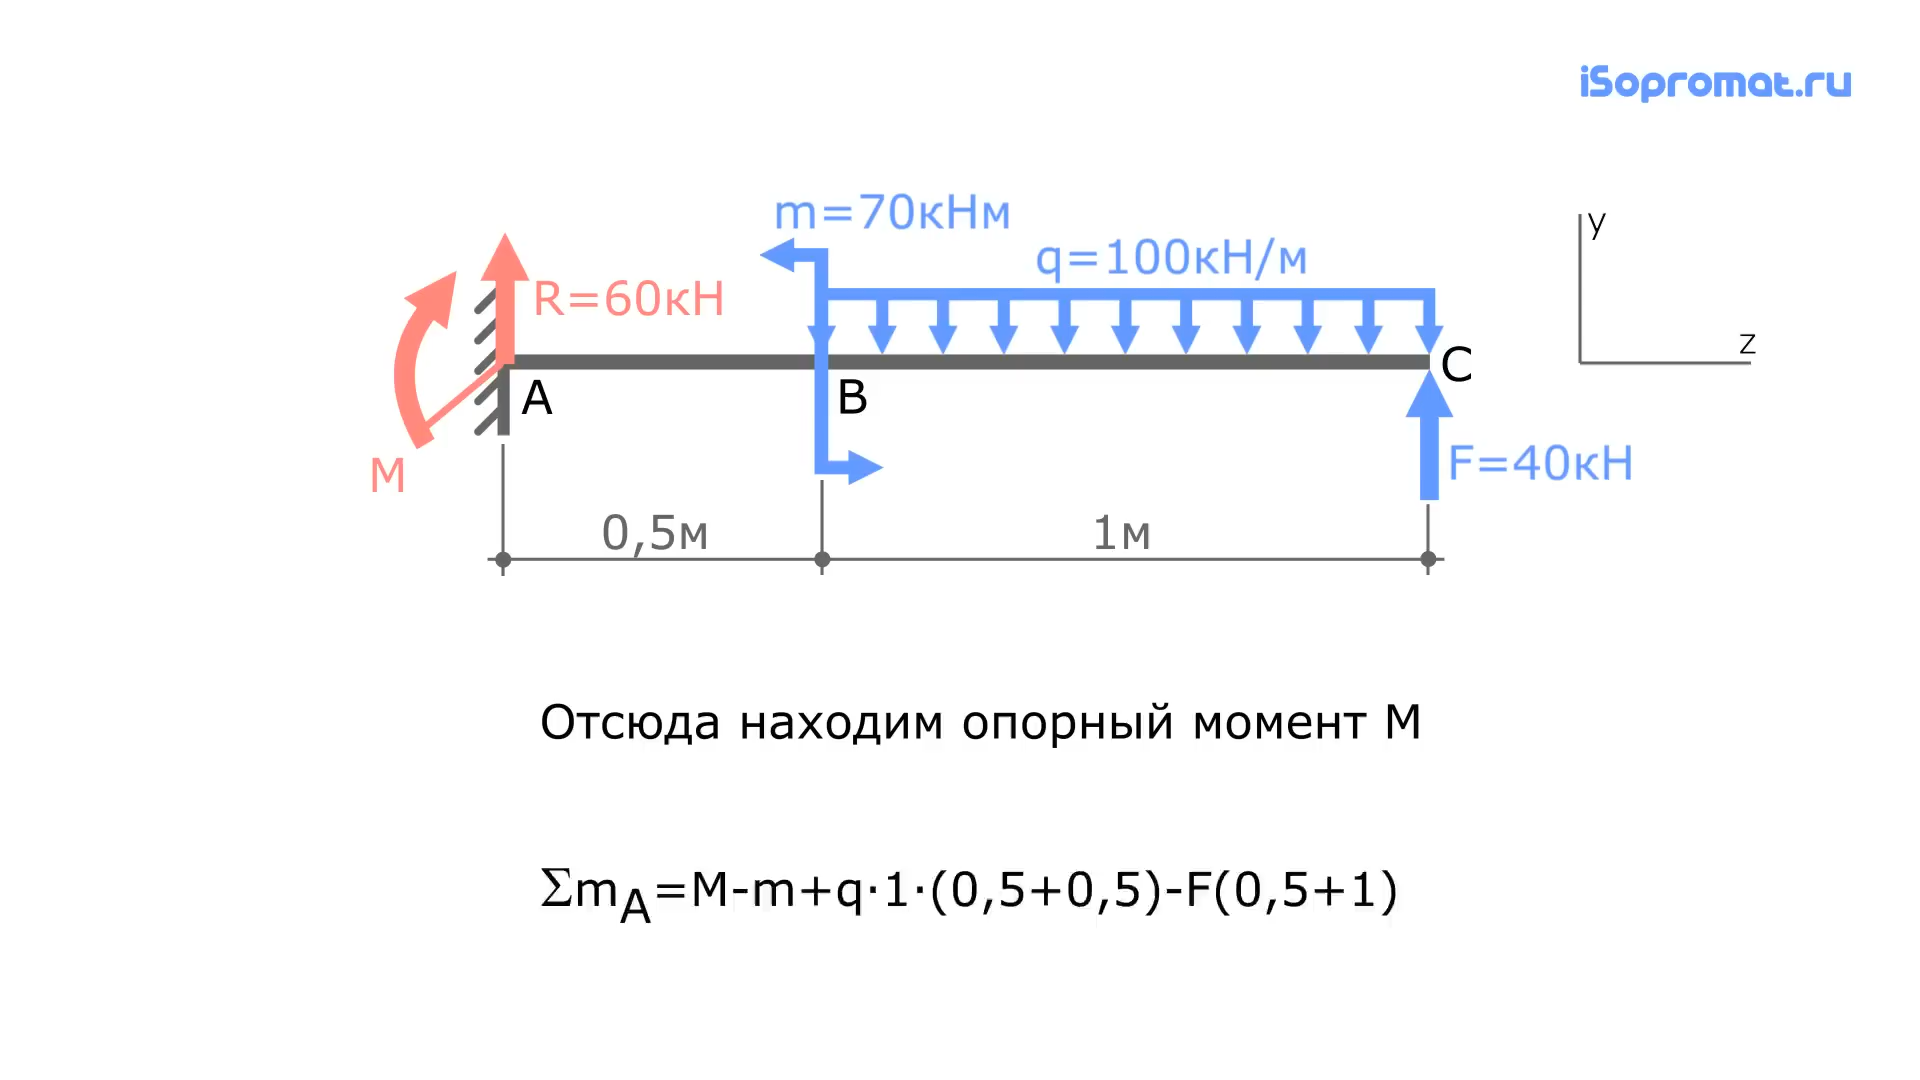 iSopromat.ru
m=70кНм
q=100кН/м
y
R=60кН
z
C
A
B
F=40кН
M
0,5м
1м
Отсюда находим опорный момент М
ΣmA=M-m+q·1·(0,5+0,5)-F(0,5+1)